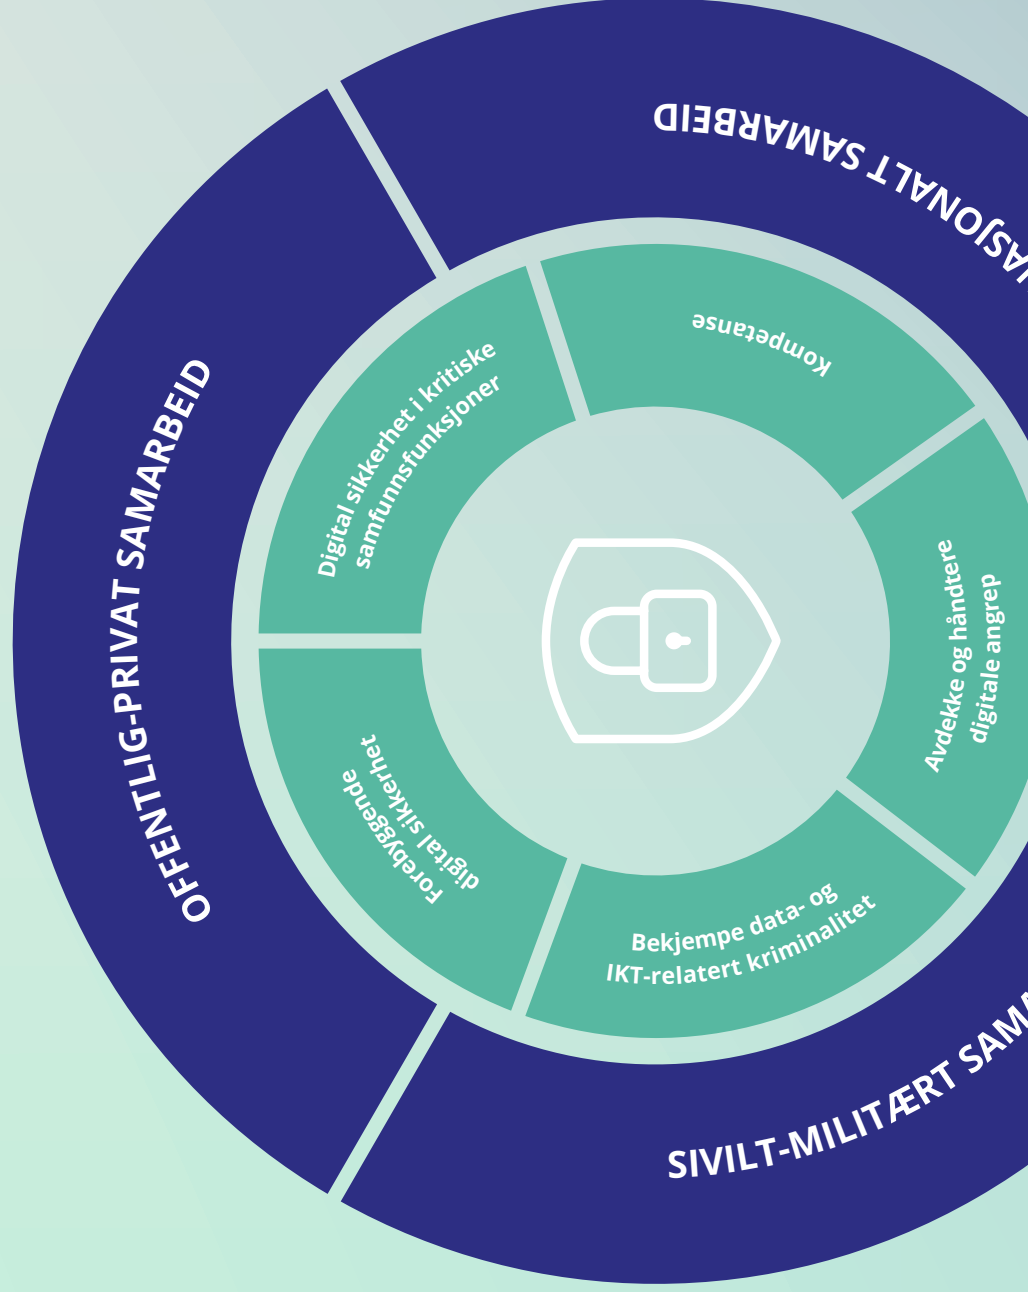 OFFENTLIG-PRIVAT SAMARBEID
SAMARBEID
SIVILT-MILITÆRT
Digital sikkerhet i kritiske
samfunnsfunksjoner
Kompetanse
Avdekke og håndtere
digitale angrep
Bekjempe data- og
IKT-relatert kriminalitet
Forebyggende
digital sikkerhet